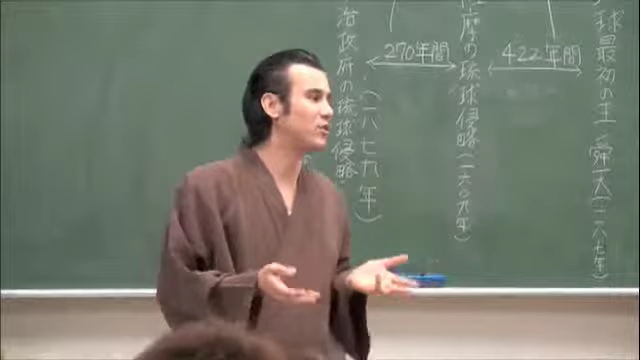 球最初の王／舜天（一一八七年）
422年間
摩の琉球侵略（一六〇九年）
270年間
（一八七九年）
治政府の琉球侵略